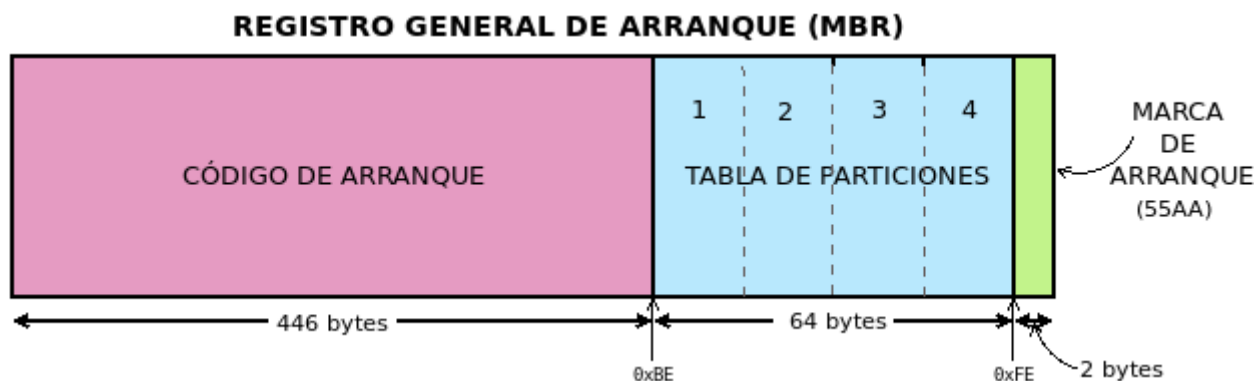 REGISTRO GENERAL DE ARRANQUE (MBR)
1 2 3 4
CÓDIGO DE ARRANQUE
TABLA DE PARTICIONES
MARCA
DE
ARRANQUE
(55AA)
446 bytes
64 bytes
2 bytes
0xBE
0xFE